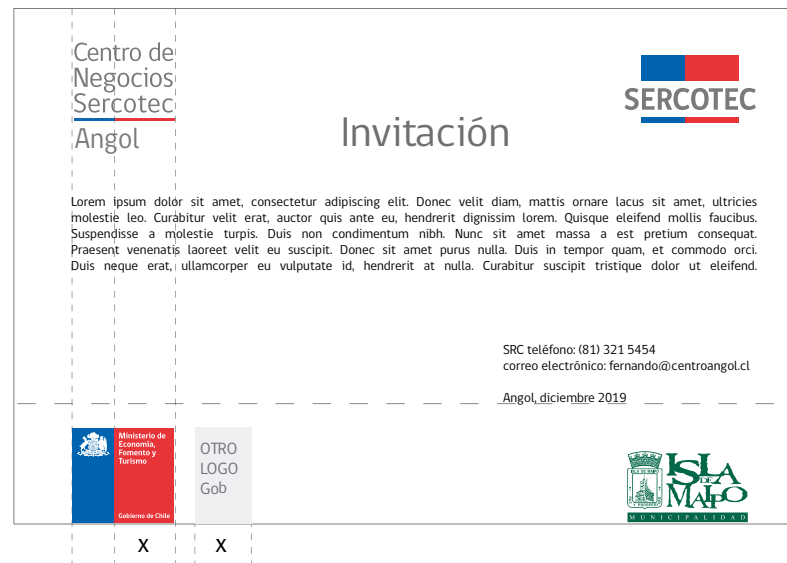 Centro de
Negocios
Sercotec
Angol
Invitación
SERCOTEC
Lorem ipsum dolor sit amet, consectetur adipiscing elit. Donec velit diam, mattis ornare lacus sit amet, ultricies
molestie leo. Curabitur velit erat, auctor quis ante eu, hendrerit dignissim lorem. Quisque eleifend mollis faucibus.
Suspendisse a molestie turpis. Duis non condimentum nibh. Nunc sit amet massa a est pretium consequat.
Praesent venenatis laoreet velit eu suscipit. Donec sit amet purus nulla. Duis in tempor quam, et commodo orci.
Duis neque erat, ullamcorper eu vulputate id, hendrerit at nulla. Curabitur suscipit tristique dolor ut eleifend.
SRC teléfono: (81) 321 5454
correo electrónico: fernando@centroangol.cl
Angol, diciembre 2019
Ministerio de
Economía,
Fomento y
Turismo
Gobierno de Chile
OTRO
LOGO
Gob
ISLA
DE
MAIPO
MUNICIPALIDAD
X
X